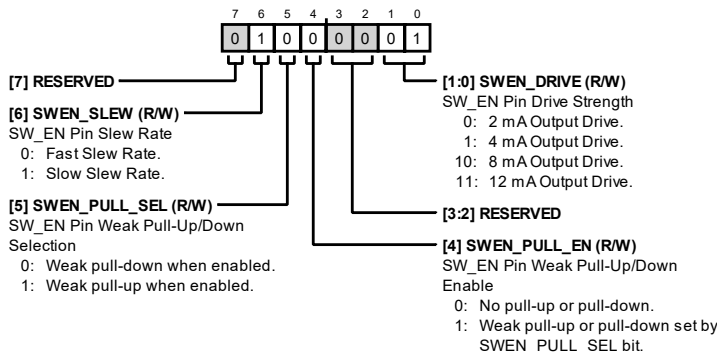 7 6 5 4 3 2 1 0
0 1 0 0 0 0 0 1
[7] RESERVED
[6] SWEN_SLEW (R/W)
SW_EN Pin Slew Rate
0: Fast Slew Rate.
1: Slow Slew Rate.
[5] SWEN_PULL_SEL (R/W)
SW_EN Pin Weak Pull-Up/Down
Selection
0: Weak pull-down when enabled.
1: Weak pull-up when enabled.
[1:0] SWEN_DRIVE (R/W)
SW_EN Pin Drive Strength
0: 2 mA Output Drive.
1: 4 mA Output Drive.
10: 8 mA Output Drive.
11: 12 mA Output Drive.
[3:2] RESERVED
[4] SWEN_PULL_EN (R/W)
SW_EN Pin Weak Pull-Up/Down
Enable
0: No pull-up or pull-down.
1: Weak pull-up or pull-down set by
SWEN_PULL_SEL bit.